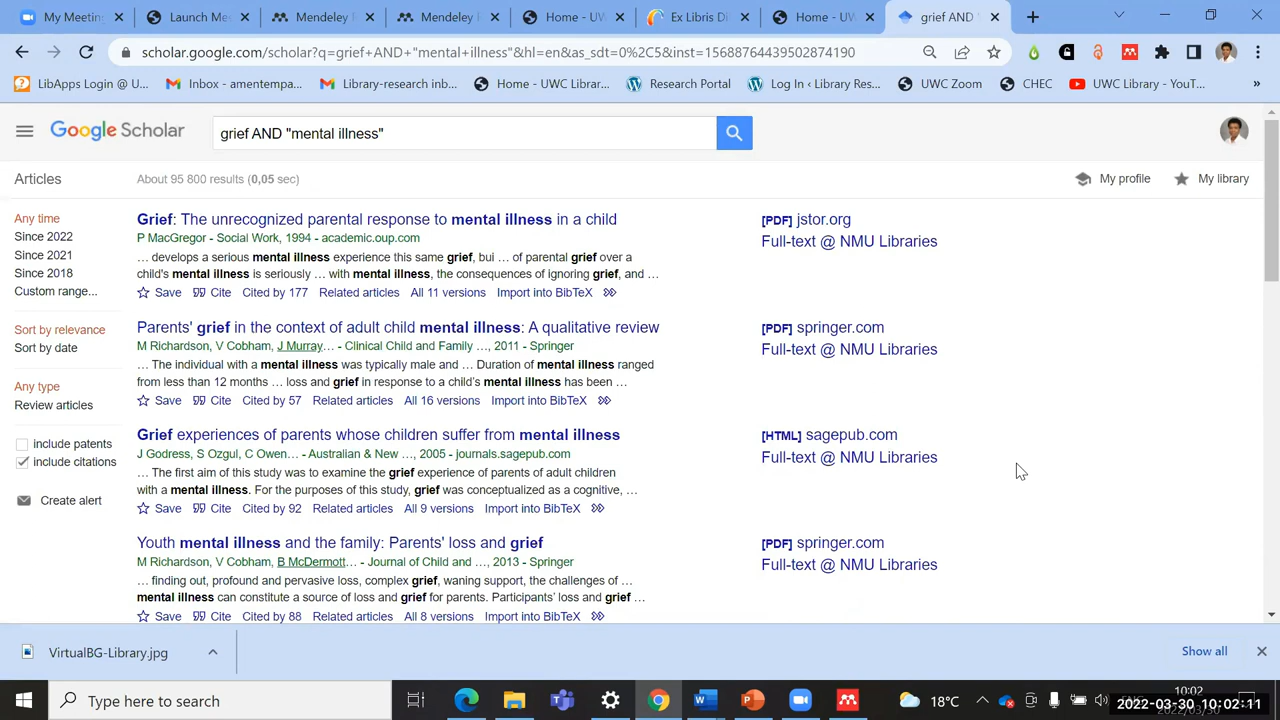 My Meeting
Launch Mee
Mendeley R
Mendeley R
Home - UWC
Ex Libris Di
Home - UW
grief AND "
scholar.google.com/scholar?q=grief+AND+"mental+illness"&hl=en&as_sdt=0%2C5&inst=15688764439502874190
LibApps Login @ U...
Inbox - amentempa...
Library-research inb...
Home - UWC Librar...
Research Portal
Log In ‹ Library Res...
UWC Zoom
CHEC
UWC Library - YouT...
»
Google Scholar
grief AND "mental illness"
Articles
About 95 800 results (0,05 sec)
My profile
My library
Any time
Since 2022
Since 2021
Since 2018
Custom range...
Sort by relevance
Sort by date
Any type
Review articles
include patents
include citations
Create alert
Grief: The unrecognized parental response to mental illness in a child
P MacGregor - Social Work, 1994 - academic.oup.com
… develops a serious mental illness experience this same grief, bui … of parental grief over a
child's mental illness is seriously … with mental illness, the consequences of ignoring grief, and …
Save Cite Cited by 177 Related articles All 11 versions Import into BibTeX
[PDF] jstor.org
Full-text @ NMU Libraries
Parents' grief in the context of adult child mental illness: A qualitative review
M Richardson, V Cobham, J Murray… - Clinical Child and Family …, 2011 - Springer
… The individual with a mental illness was typically male and … Duration of mental illness ranged
from less than 12 months … loss and grief in response to a child's mental illness has been …
Save Cite Cited by 57 Related articles All 16 versions Import into BibTeX
[PDF] springer.com
Full-text @ NMU Libraries
Grief experiences of parents whose children suffer from mental illness
J Godress, S Ozgul, C Owen… - Australian & New …, 2005 - journals.sagepub.com
… The first aim of this study was to examine the grief experience of parents of adult children
with a mental illness. For the purposes of this study, grief was conceptualized as a cognitive, …
Save Cite Cited by 92 Related articles All 9 versions Import into BibTeX
[HTML] sagepub.com
Full-text @ NMU Libraries
Youth mental illness and the family: Parents' loss and grief
M Richardson, V Cobham, B McDermott… - Journal of Child and …, 2013 - Springer
… finding out, profound and pervasive loss, complex grief, waning support, the challenges of …
mental illness can constitute a source of loss and grief for parents. Participants' loss and grief …
Save Cite Cited by 88 Related articles All 8 versions Import into BibTeX
[PDF] springer.com
Full-text @ NMU Libraries
VirtualBG-Library.jpg
Show all
Type here to search
18°C
10:02
2022-03-30 10:02:11